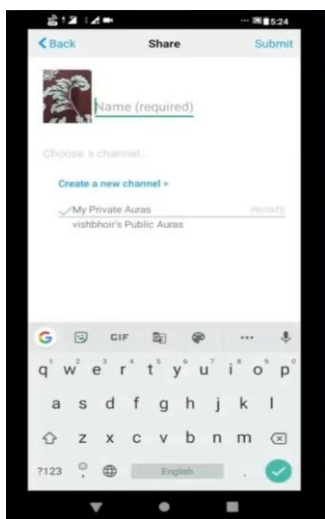 5:24
Back Share Submit
Name (required)
Choose a channel...
Create a new channel >
My Private Auras PRIVATE
vishbhoir's Public Auras
G GIF
q w e r t y u i o p
2 3 4 5 6 7 8 9 0
a s d f g h j k l
z x c v b n m
?123 , English .